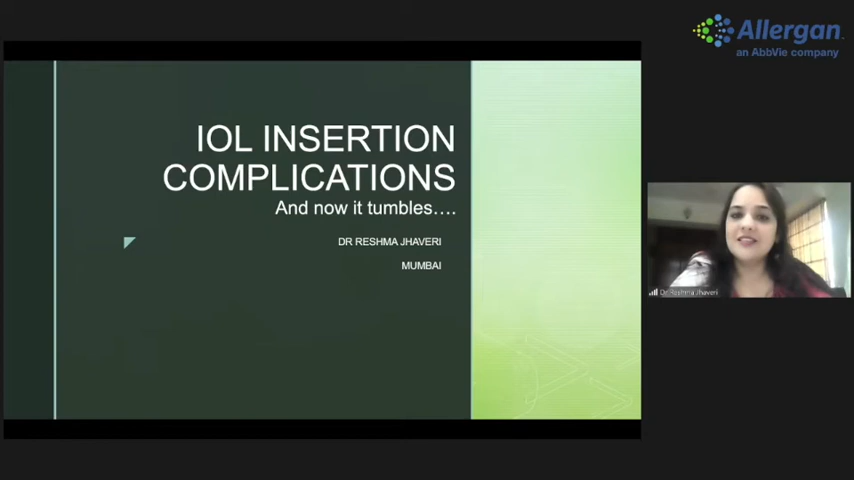 Allergan
an AbbVie company
IOL INSERTION
COMPLICATIONS
And now it tumbles....
DR RESHMA JHAVERI
MUMBAI
Dr Reshma Jhaveri